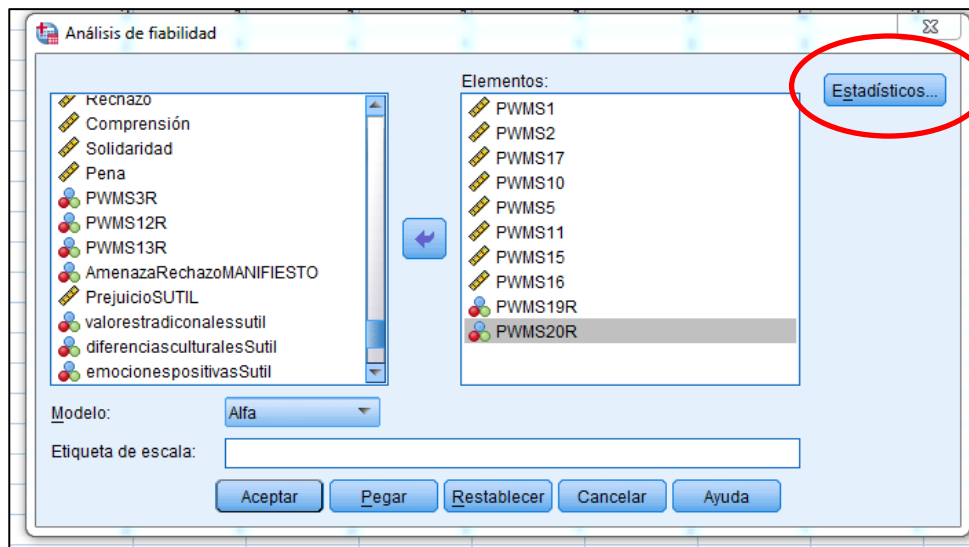 Análisis de fiabilidad
Elementos:
Estadísticos...
Rechazo
Comprensión
Solidaridad
Pena
PWMS3R
PWMS12R
PWMS13R
AmenazaRechazoMANIFIESTO
PrejuicioSUTIL
valorestradiconalessutil
diferenciasculturalesSutil
emocionespositivasSutil
PWMS1
PWMS2
PWMS17
PWMS10
PWMS5
PWMS11
PWMS15
PWMS16
PWMS19R
PWMS20R
Modelo: Alfa
Etiqueta de escala:
Aceptar Pegar Restablecer Cancelar Ayuda